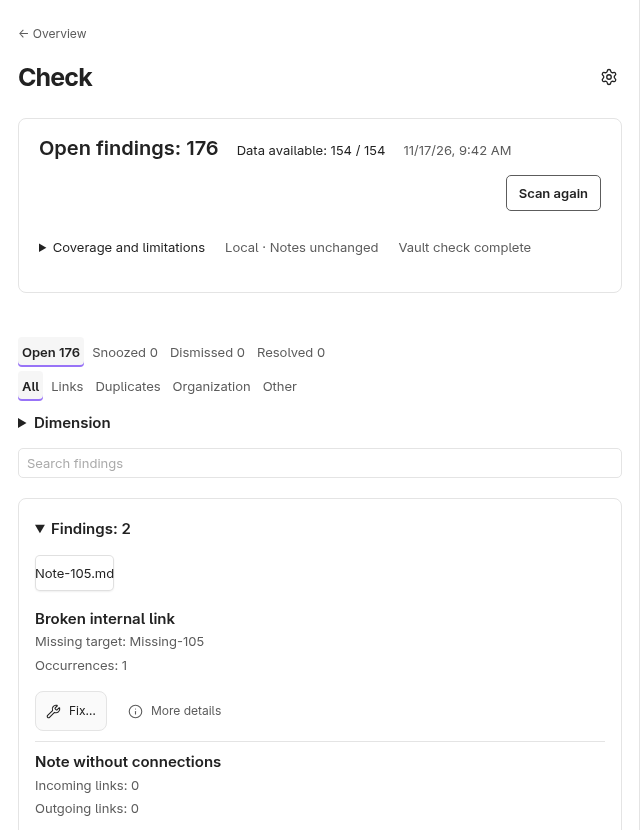 ← Overview
Check
Open findings: 176 Data available: 154 / 154 11/17/26, 9:42 AM
Scan again
Coverage and limitations Local · Notes unchanged Vault check complete
Open 176 Snoozed 0 Dismissed 0 Resolved 0
All Links Duplicates Organization Other
Dimension
Search findings
Findings: 2
Note-105.md
Broken internal link
Missing target: Missing-105
Occurrences: 1
Fix... More details
Note without connections
Incoming links: 0
Outgoing links: 0